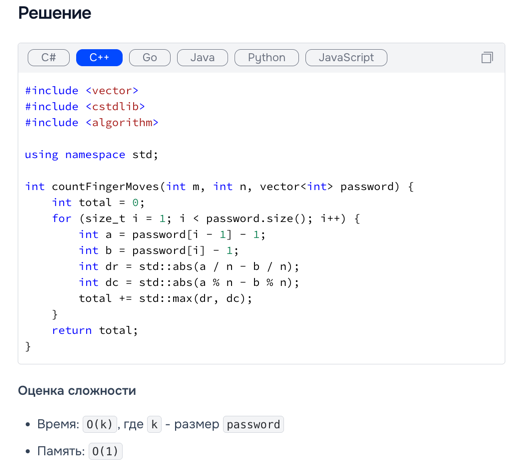 Решение
C#
C++
Go
Java
Python
JavaScript
#include <vector>
#include <cstdlib>
#include <algorithm>
using namespace std;
int countFingerMoves(int m, int n, vector<int> password) {
    int total = 0;
    for (size_t i = 1; i < password.size(); i++) {
        int a = password[i - 1] - 1;
        int b = password[i] - 1;
        int dr = std::abs(a / n - b / n);
        int dc = std::abs(a % n - b % n);
        total += std::max(dr, dc);
    }
    return total;
}
Оценка сложности
• Время: O(k), где k - размер password
• Память: O(1)